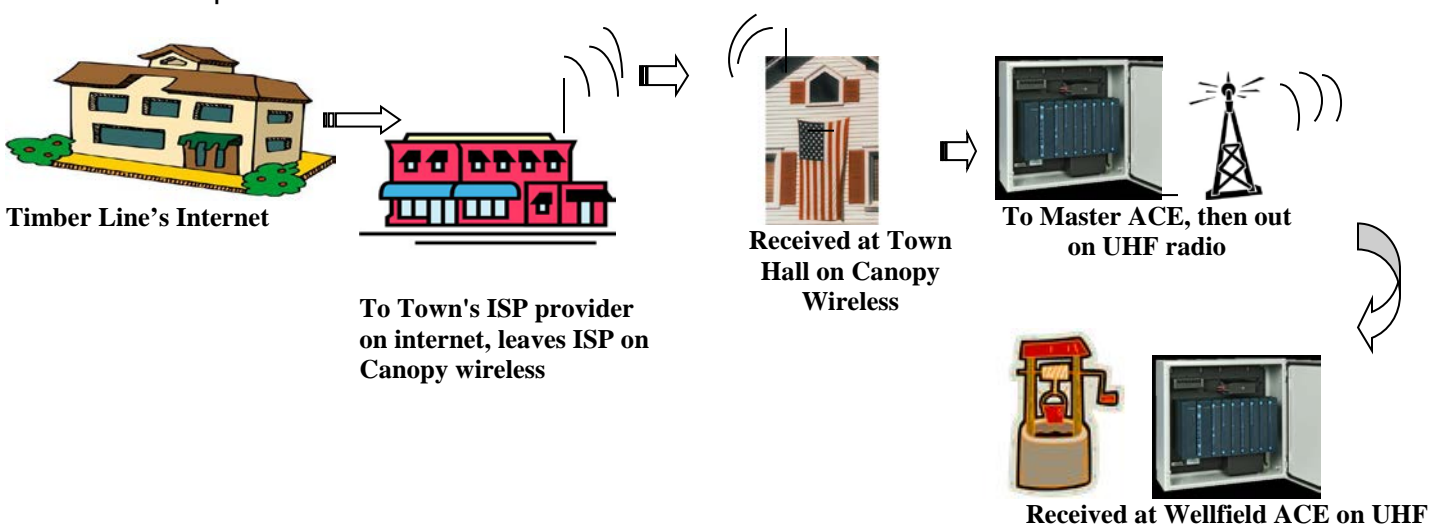 Timber Line's Internet
To Town's ISP provider
on internet, leaves ISP on
Canopy wireless
Received at Town
Hall on Canopy
Wireless
To Master ACE, then out
on UHF radio
Received at Wellfield ACE on UHF